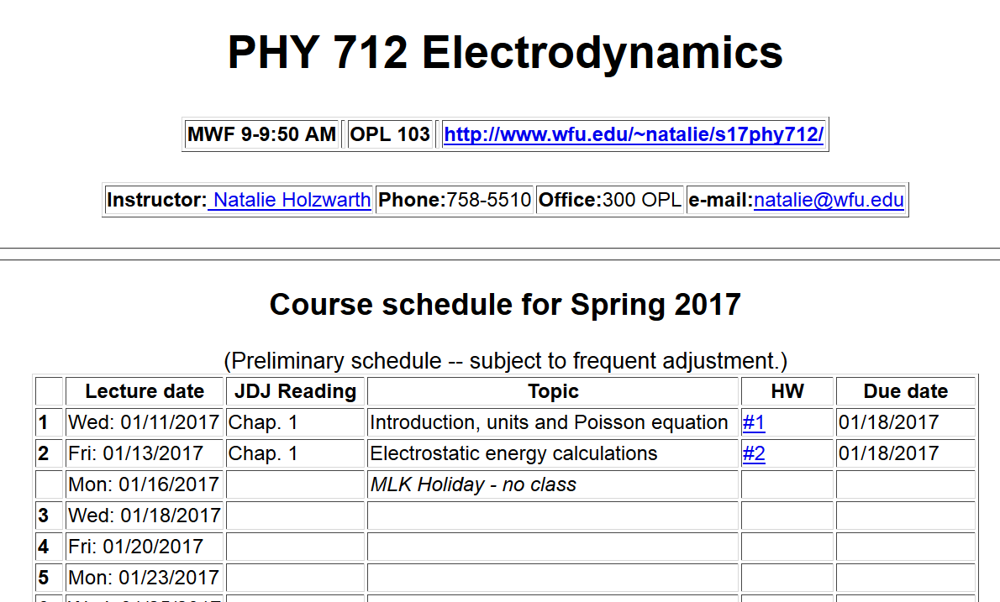 PHY 712 Electrodynamics
MWF 9-9:50 AM OPL 103 http://www.wfu.edu/~natalie/s17phy712/
Instructor: Natalie Holzwarth Phone:758-5510 Office:300 OPL e-mail:natalie@wfu.edu
Course schedule for Spring 2017
(Preliminary schedule -- subject to frequent adjustment.)
Lecture date JDJ Reading Topic HW Due date
1 Wed: 01/11/2017 Chap. 1 Introduction, units and Poisson equation #1 01/18/2017
2 Fri: 01/13/2017 Chap. 1 Electrostatic energy calculations #2 01/18/2017
Mon: 01/16/2017 MLK Holiday - no class
3 Wed: 01/18/2017
4 Fri: 01/20/2017
5 Mon: 01/23/2017